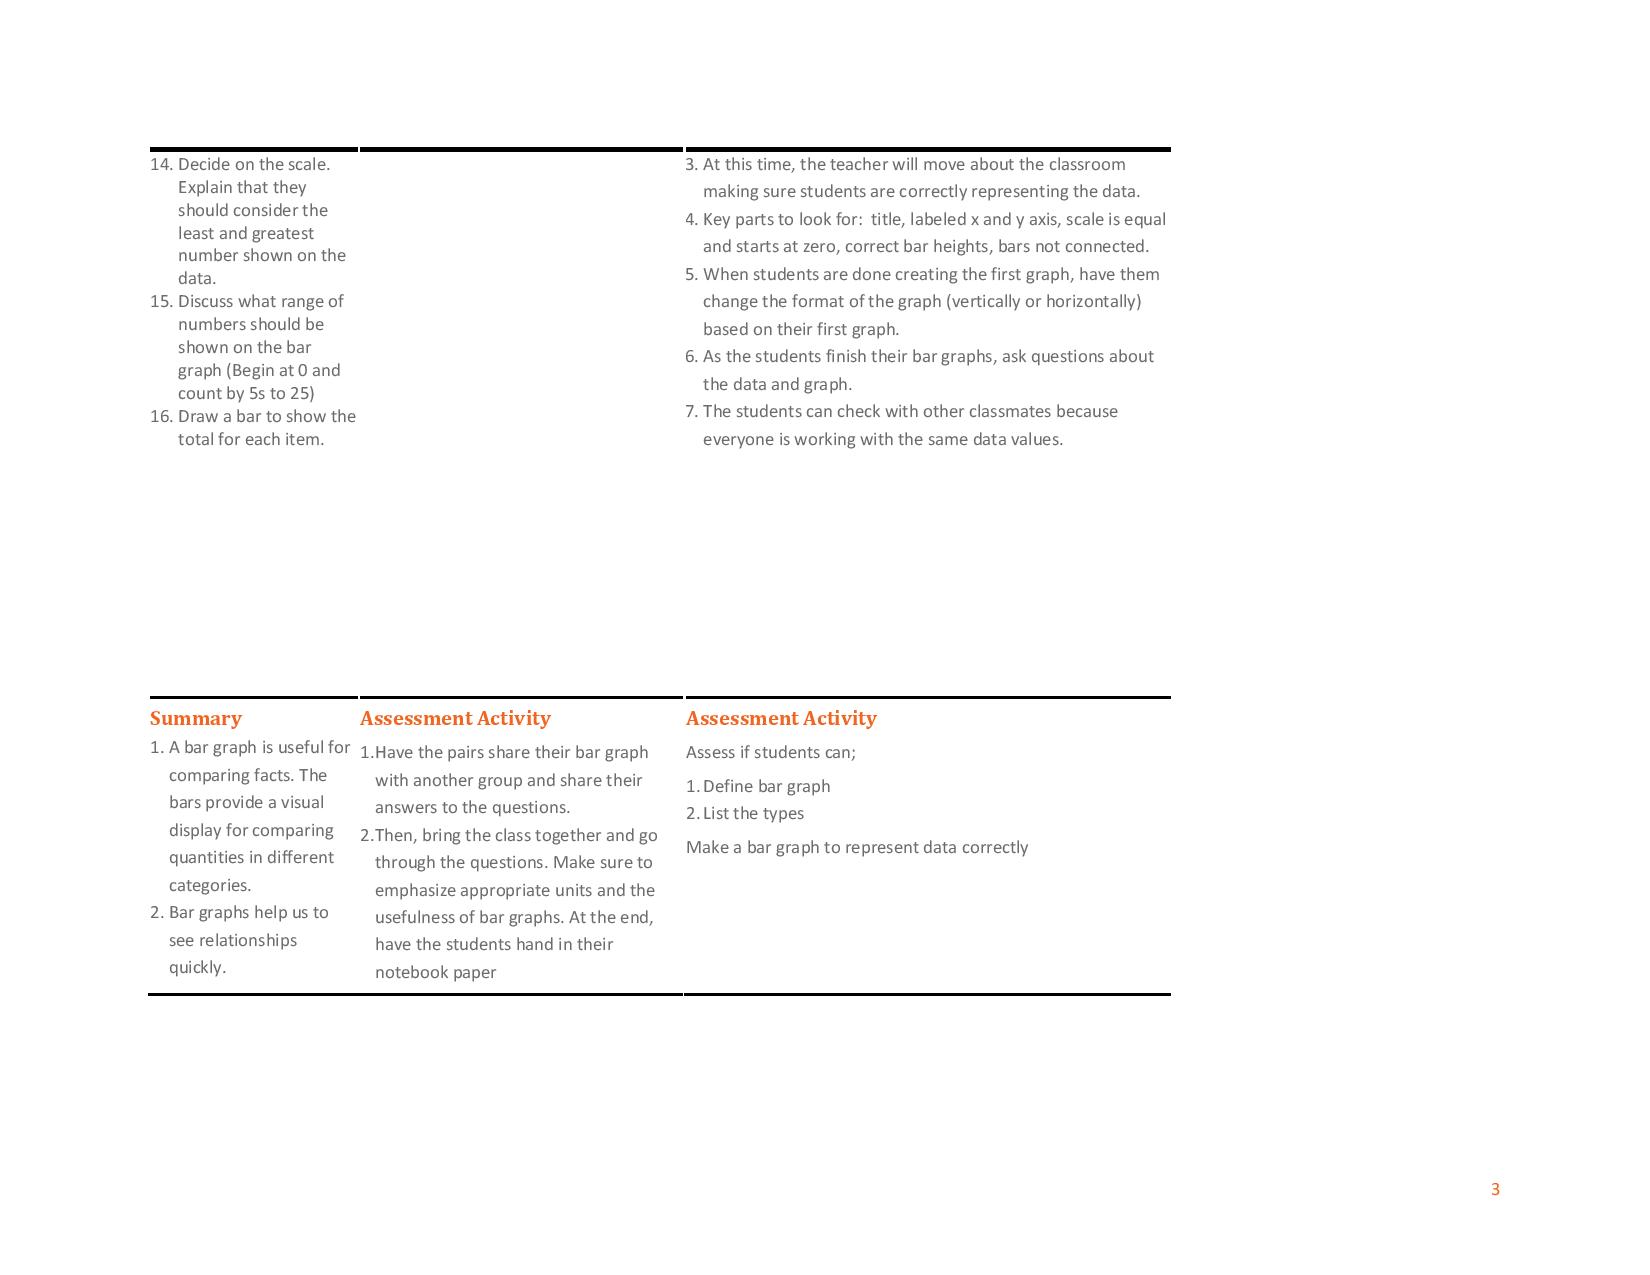 14. Decide on the scale.
Explain that they
should consider the
least and greatest
number shown on the
data.
15. Discuss what range of
numbers should be
shown on the bar
graph (Begin at 0 and
count by 5s to 25)
16. Draw a bar to show the
total for each item.
3. At this time, the teacher will move about the classroom
making sure students are correctly representing the data.
4. Key parts to look for:  title, labeled x and y axis, scale is equal
and starts at zero, correct bar heights, bars not connected.
5. When students are done creating the first graph, have them
change the format of the graph (vertically or horizontally)
based on their first graph.
6. As the students finish their bar graphs, ask questions about
the data and graph.
7. The students can check with other classmates because
everyone is working with the same data values.
Summary
1. A bar graph is useful for
comparing facts. The
bars provide a visual
display for comparing
quantities in different
categories.
2. Bar graphs help us to
see relationships
quickly.
Assessment Activity
1.Have the pairs share their bar graph
with another group and share their
answers to the questions.
2.Then, bring the class together and go
through the questions. Make sure to
emphasize appropriate units and the
usefulness of bar graphs. At the end,
have the students hand in their
notebook paper
Assessment Activity
Assess if students can;
1. Define bar graph
2. List the types
Make a bar graph to represent data correctly
3